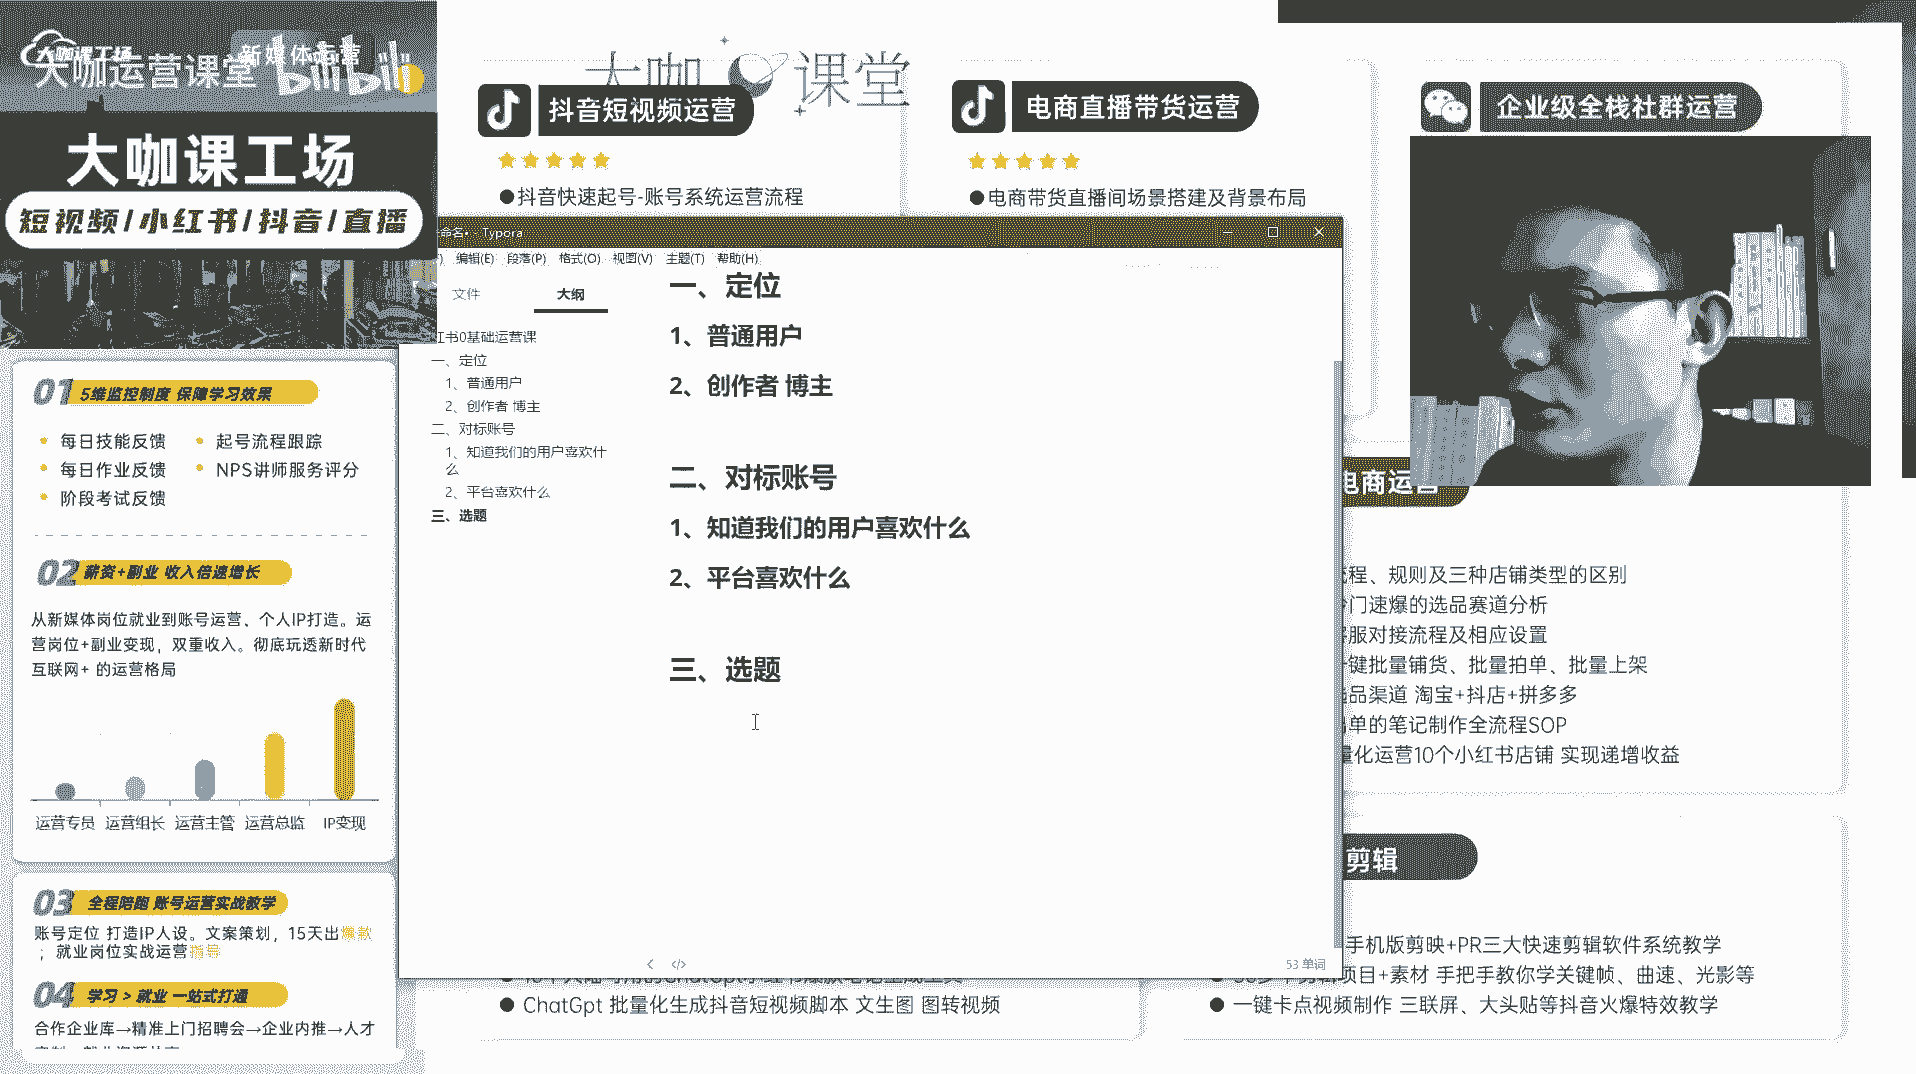 大咖课工场
大咖运营课堂
新媒体运营
bilibili
大咖课工场
短视频/小红书/抖音/直播
01 5维监控制度 保障学习效果
每日技能反馈
起号流程跟踪
每日作业反馈
NPS讲师服务评分
阶段考试反馈
02 薪资+副业 收入倍速增长
从新媒体岗位就业到账号运营、个人IP打造。运
营岗位+副业变现，双重收入。彻底玩透新时代
互联网+ 的运营格局
运营专员 运营组长 运营主管 运营总监 IP变现
03 全程陪跑 账号运营实战教学
账号定位 打造IP人设。文案策划，15天出爆款
；就业岗位实战运营指导
04 学习 > 就业 一站式打通
合作企业库→精准上门招聘会→企业内推→人才
大咖 课堂
抖音短视频运营
●抖音快速起号-账号系统运营流程
电商直播带货运营
●电商带货直播间场景搭建及背景布局
企业级全栈社群运营
- Typora
编辑(E) 段落(P) 格式(O) 视图(V) 主题(T) 帮助(H)
文件 大纲
书0基础运营课
一、定位
1、普通用户
2、创作者 博主
二、对标账号
1、知道我们的用户喜欢什
么
2、平台喜欢什么
三、选题
一、定位
1、普通用户
2、创作者 博主
二、对标账号
1、知道我们的用户喜欢什么
2、平台喜欢什么
三、选题
53 单词
电商运营
程、规则及三种店铺类型的区别
门速爆的选品赛道分析
服对接流程及相应设置
键批量铺货、批量拍单、批量上架
品渠道 淘宝+抖店+拼多多
单的笔记制作全流程SOP
量化运营10个小红书店铺 实现递增收益
剪辑
手机版剪映+PR三大快速剪辑软件系统教学
项目+素材 手把手教你学关键帧、曲速、光影等
● 一键卡点视频制作 三联屏、大头贴等抖音火爆特效教学
● ChatGpt 批量化生成抖音短视频脚本 文生图 图转视频